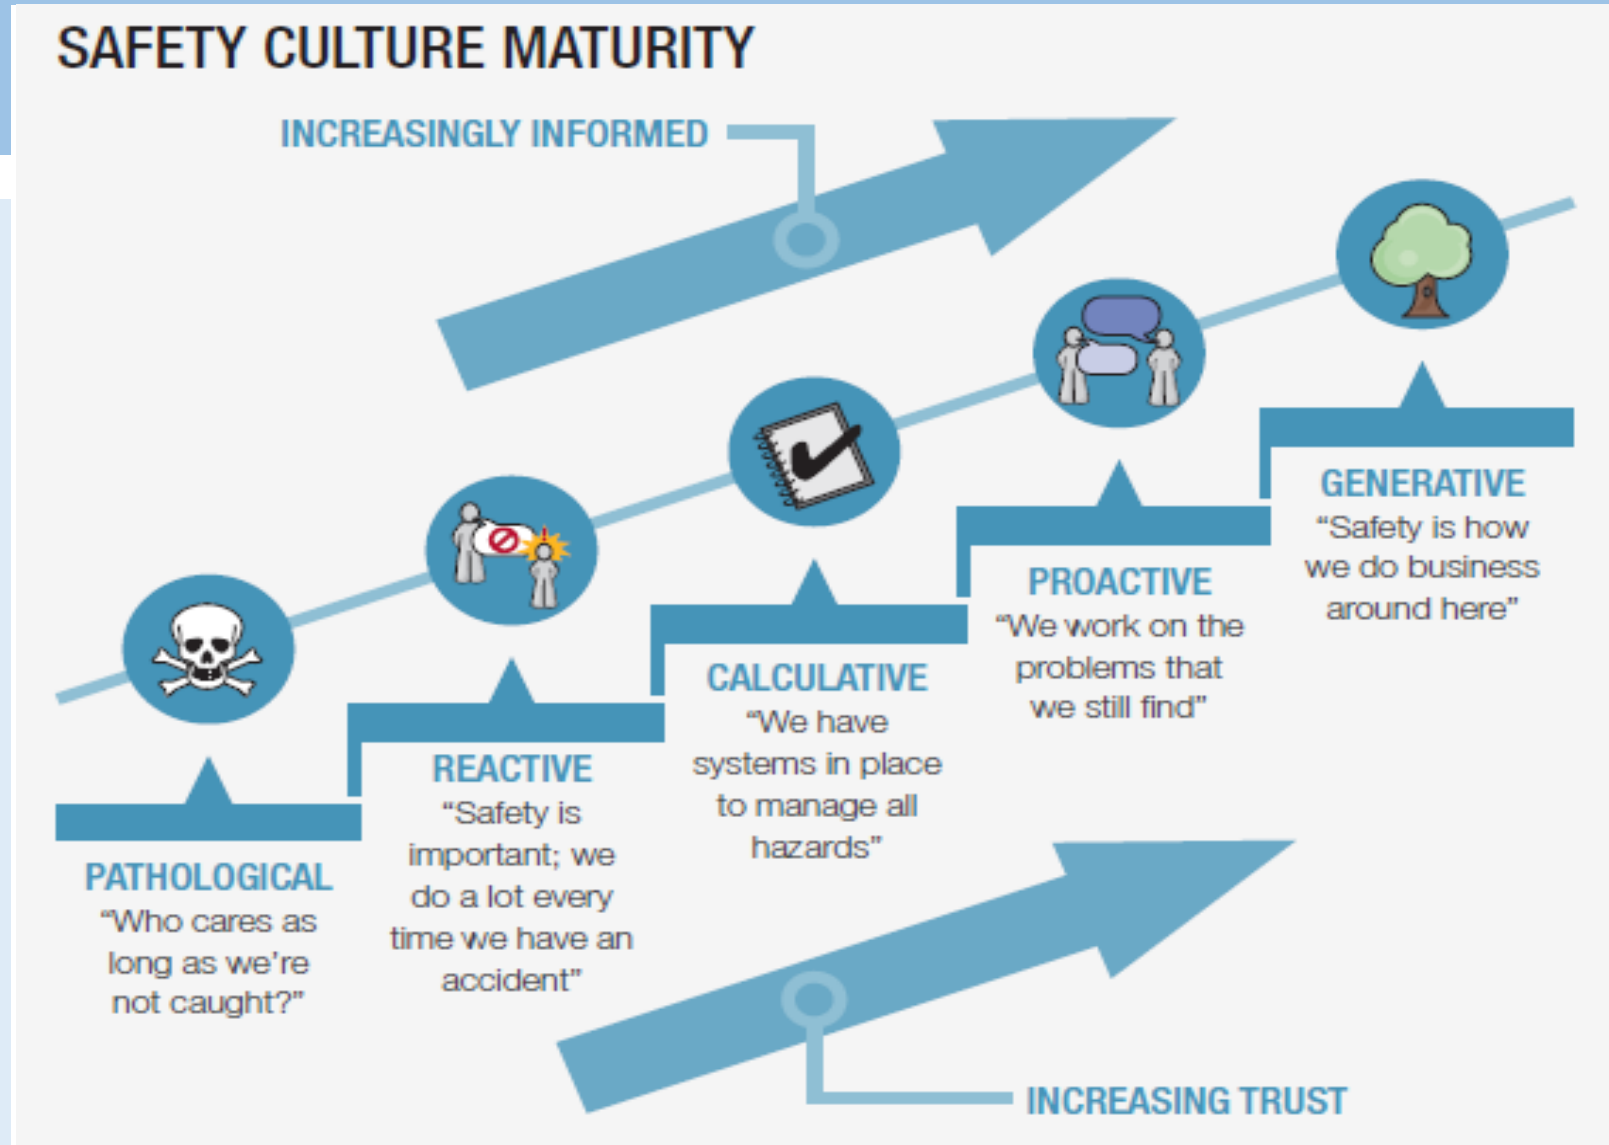 SAFETY CULTURE MATURITY
INCREASINGLY INFORMED
PATHOLOGICAL
“Who cares as
long as we’re
not caught?”
REACTIVE
“Safety is
important; we
do a lot every
time we have an
accident”
CALCULATIVE
“We have
systems in place
to manage all
hazards”
PROACTIVE
“We work on the
problems that
we still find”
GENERATIVE
“Safety is how
we do business
around here”
INCREASING TRUST